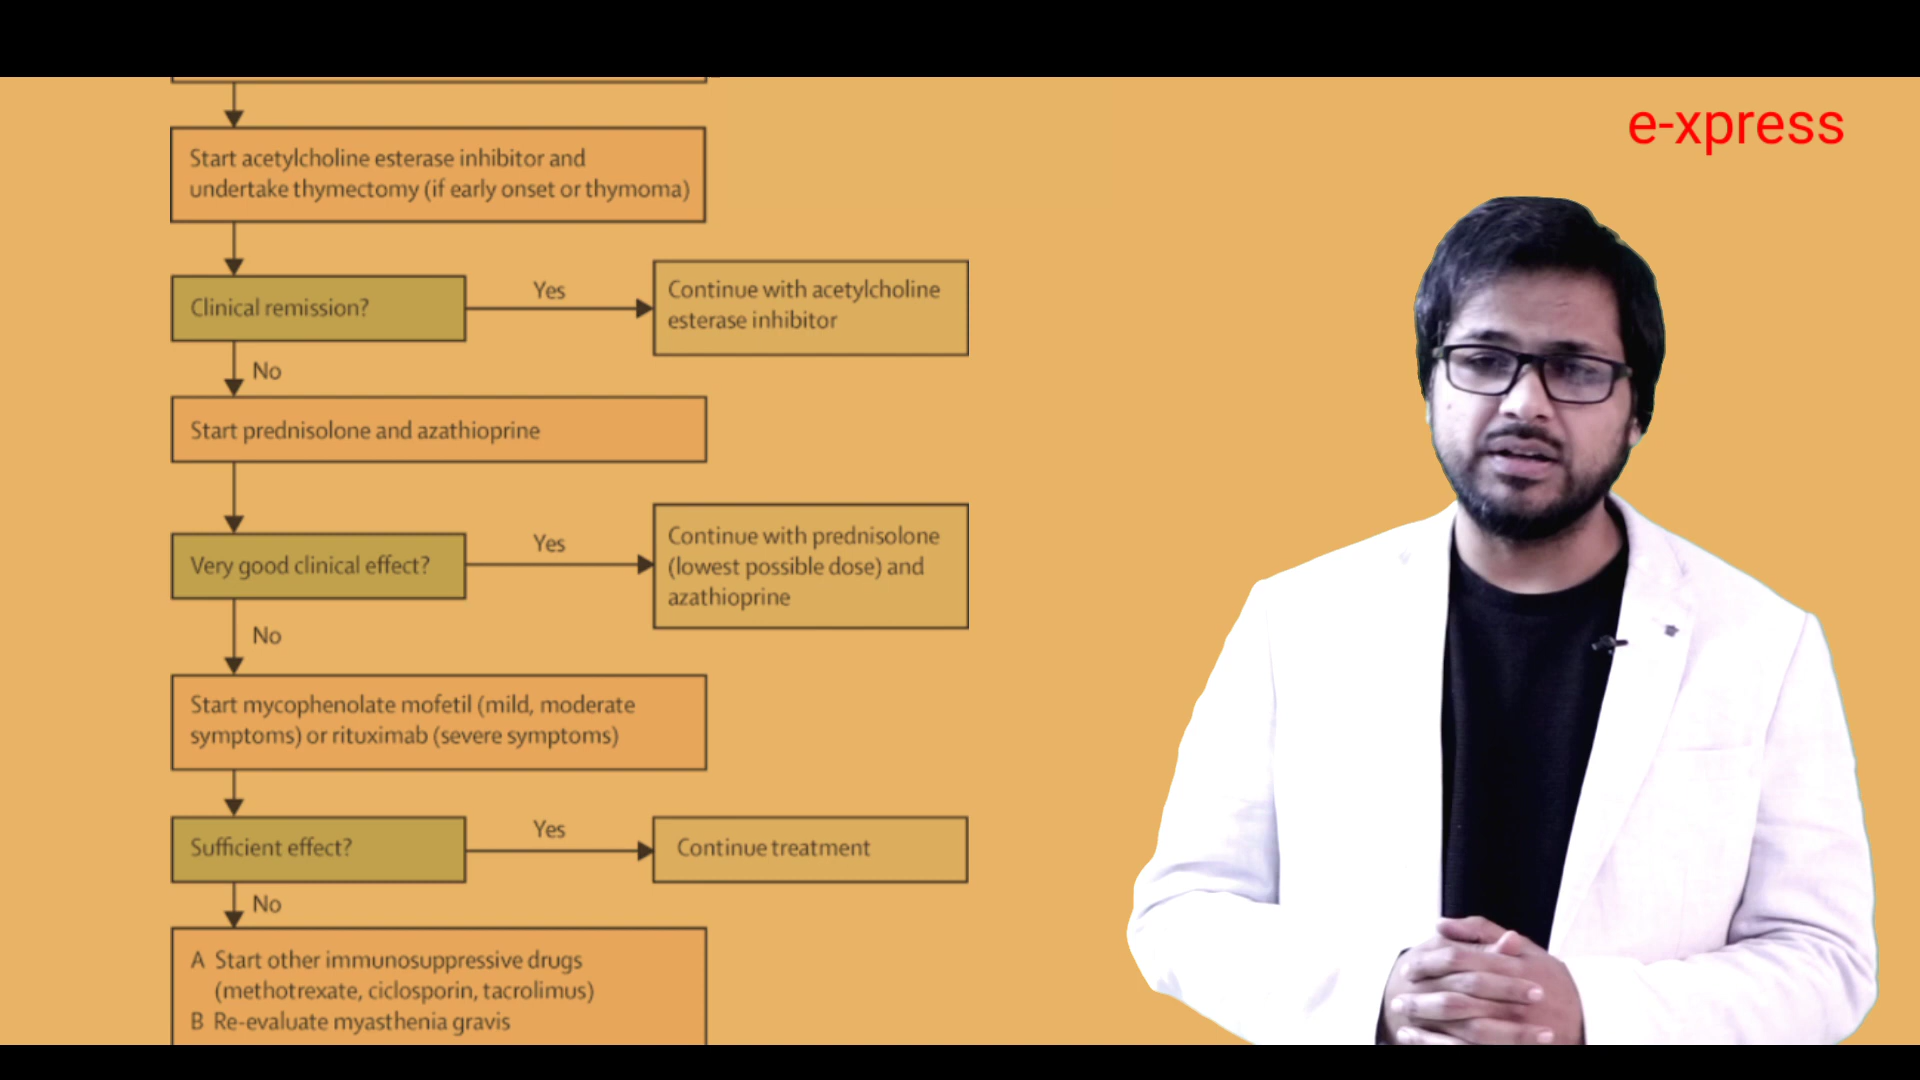 e-xpress
Start acetylcholine esterase inhibitor and
undertake thymectomy (if early onset or thymoma)
Clinical remission?
Yes
Continue with acetylcholine
esterase inhibitor
No
Start prednisolone and azathioprine
Very good clinical effect?
Yes
Continue with prednisolone
(lowest possible dose) and
azathioprine
No
Start mycophenolate mofetil (mild, moderate
symptoms) or rituximab (severe symptoms)
Sufficient effect?
Yes
Continue treatment
No
A Start other immunosuppressive drugs
(methotrexate, ciclosporin, tacrolimus)
B Re-evaluate myasthenia gravis